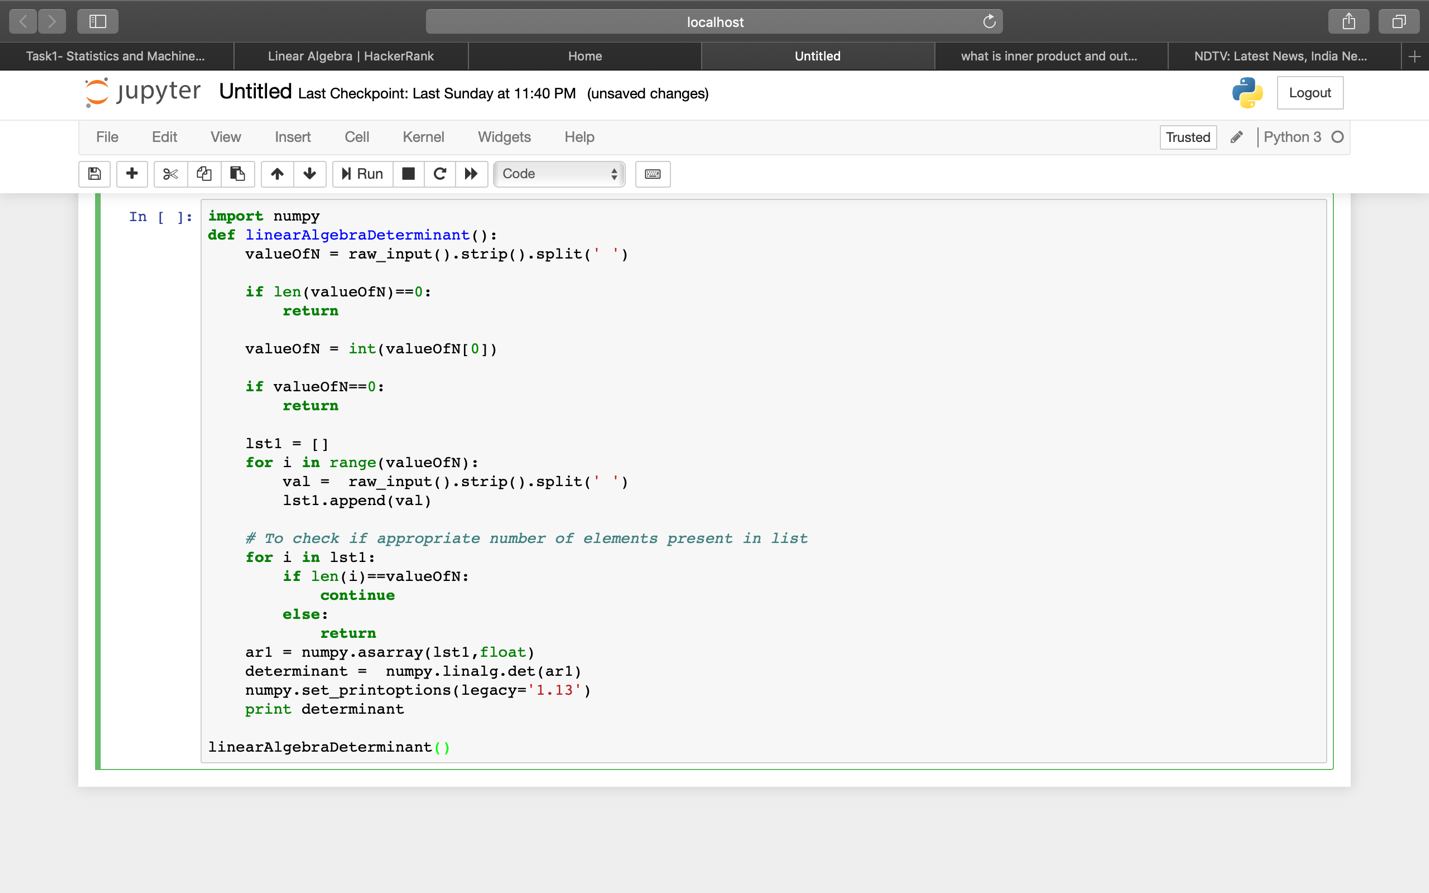 localhost
Task1- Statistics and Machine...
Linear Algebra | HackerRank
Home
Untitled
what is inner product and out...
NDTV: Latest News, India Ne...
jupyter Untitled Last Checkpoint: Last Sunday at 11:40 PM (unsaved changes)
Logout
File Edit View Insert Cell Kernel Widgets Help
Trusted
Python 3
Run
Code
In [ ]:
import numpy
def linearAlgebraDeterminant():
    valueOfN = raw_input().strip().split(' ')
    if len(valueOfN)==0:
        return
    valueOfN = int(valueOfN[0])
    if valueOfN==0:
        return
    lst1 = []
    for i in range(valueOfN):
        val =  raw_input().strip().split(' ')
        lst1.append(val)
    # To check if appropriate number of elements present in list
    for i in lst1:
        if len(i)==valueOfN:
            continue
        else:
            return
    ar1 = numpy.asarray(lst1,float)
    determinant =  numpy.linalg.det(ar1)
    numpy.set_printoptions(legacy='1.13')
    print determinant
linearAlgebraDeterminant()